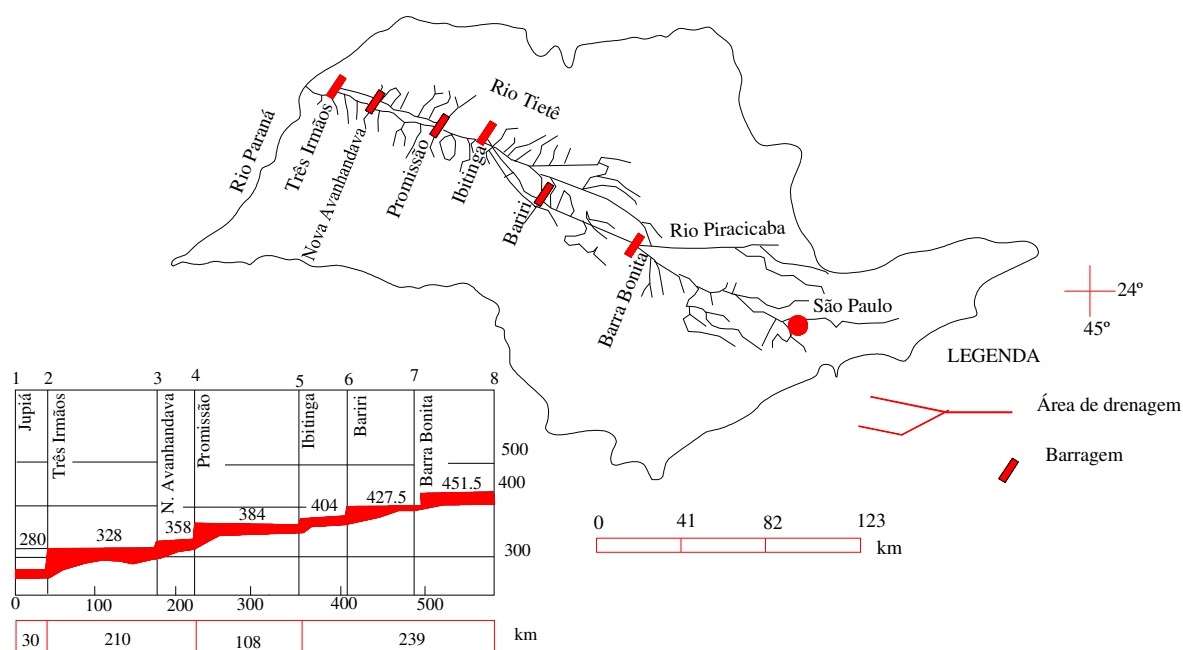 Rio Tietê
Rio Paraná
Três Irmãos
Nova Avanhandava
Promissão
Ibitinga
Bariri
Barra Bonita
Rio Piracicaba
São Paulo
24º
45º
LEGENDA
Área de drenagem
Barragem
0 41 82 123
km
1 2 3 4 5 6 7 8
Jupiá
Três Irmãos
N. Avanhandava
Promissão
Ibitinga
Bariri
Barra Bonita
500
400
300
280 328 358 384 404 427.5 451.5
0 100 200 300 400 500
30 210 108 239 km